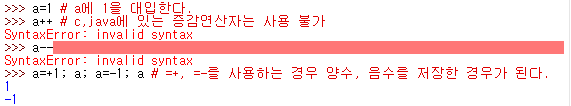 >>> a=1 # a에 1을 대입한다.
>>> a++ # c,java에 있는 증감연산자는 사용 불가
SyntaxError: invalid syntax
>>> a--
SyntaxError: invalid syntax
>>> a=+1; a; a=-1; a # =+, =-를 사용하는 경우 양수, 음수를 저장한 경우가 된다.
1
-1